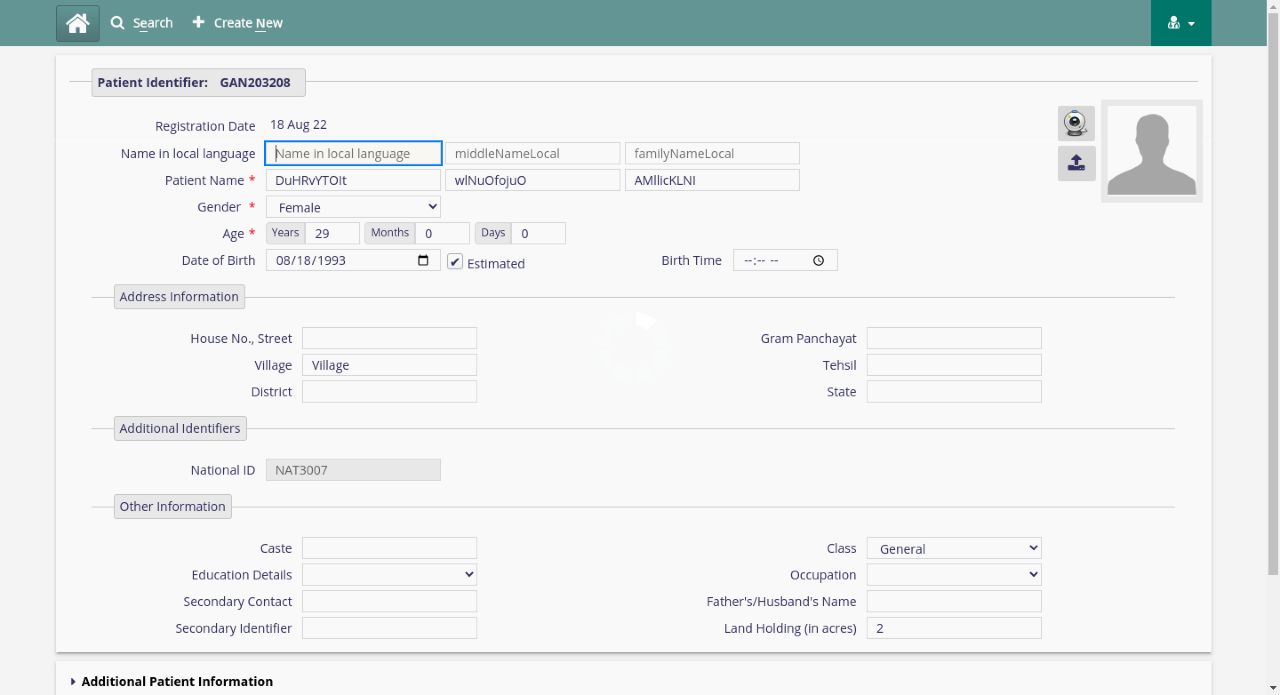 Search Create New
Patient Identifier: GAN203208
Registration Date 18 Aug 22
Name in local language Name in local language middleNameLocal familyNameLocal
Patient Name * DuHRvYTOIt wlNuOfojuO AMllicKLNI
Gender * Female
Age * Years 29 Months 0 Days 0
Date of Birth 08/18/1993 Estimated Birth Time --:-- --
Address Information
House No., Street Gram Panchayat
Village Village Tehsil
District State
Additional Identifiers
National ID NAT3007
Other Information
Caste Class General
Education Details Occupation
Secondary Contact Father's/Husband's Name
Secondary Identifier Land Holding (in acres) 2
Additional Patient Information